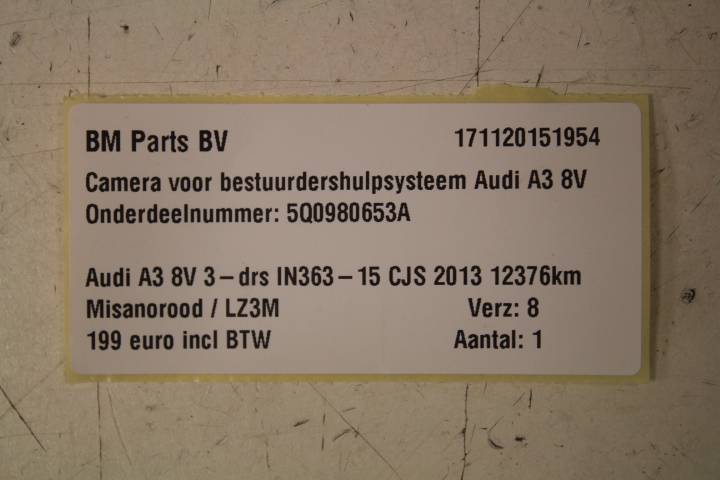 BM Parts BV 171120151954
Camera voor bestuurdershulpsysteem Audi A3 8V
Onderdeelnummer: 5Q0980653A
Audi A3 8V 3-drs IN363-15 CJS 2013 12376km
Misanorood / LZ3M Verz: 8
199 euro incl BTW Aantal: 1